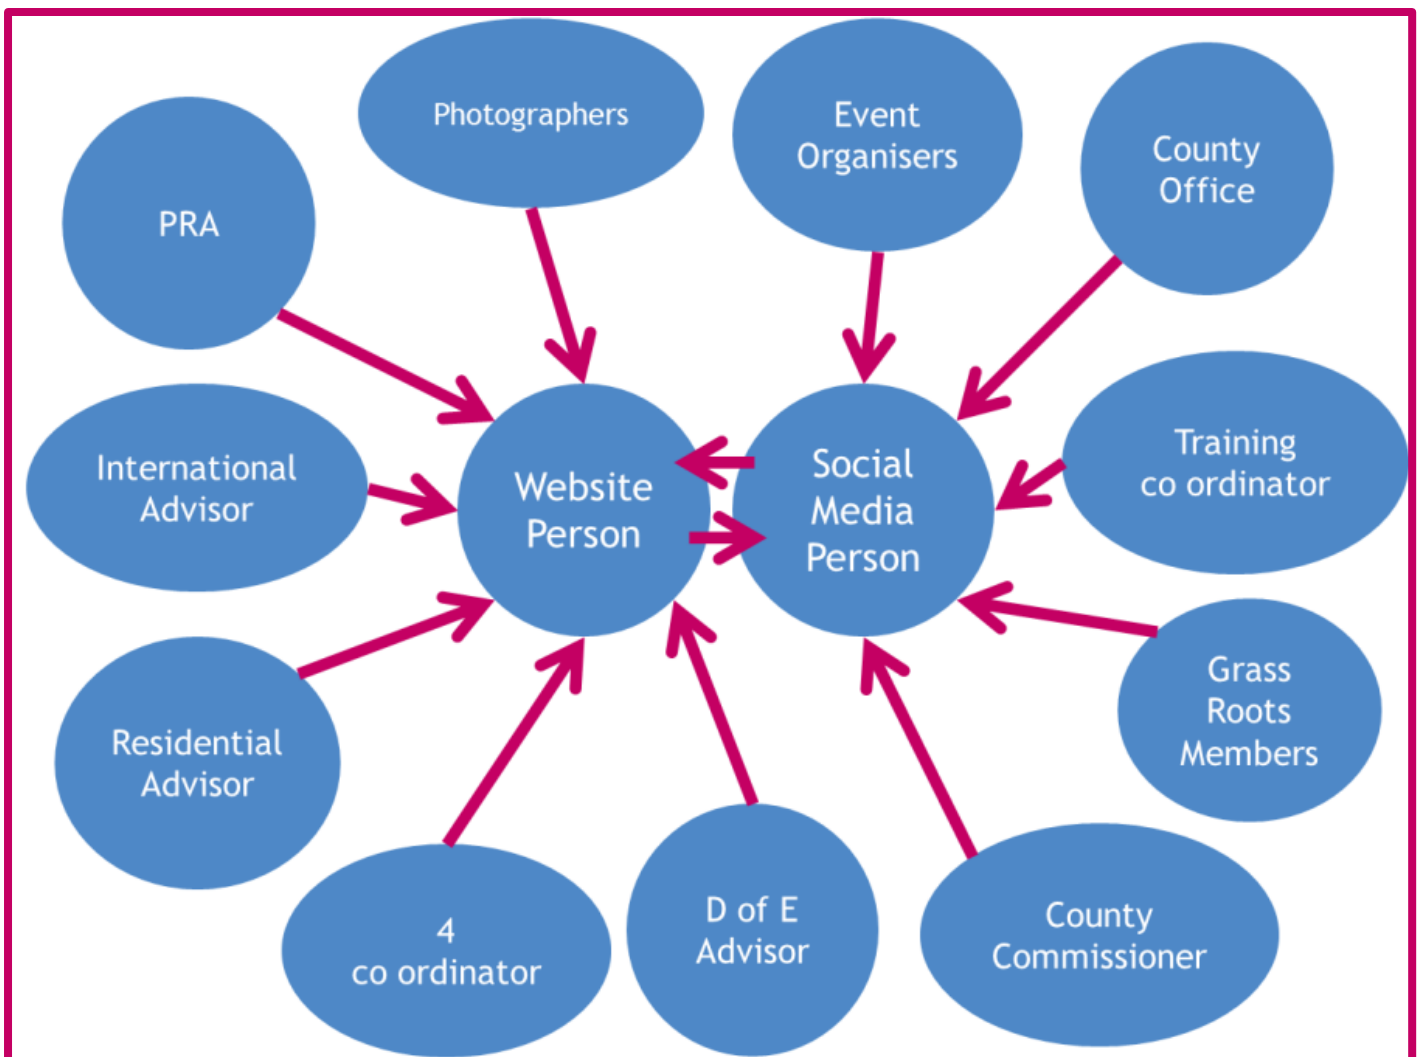 Photographers
Event
Organisers
County
Office
PRA
International
Advisor
Website
Person
Social
Media
Person
Training
co ordinator
Residential
Advisor
Grass
Roots
Members
4
co ordinator
D of E
Advisor
County
Commissioner